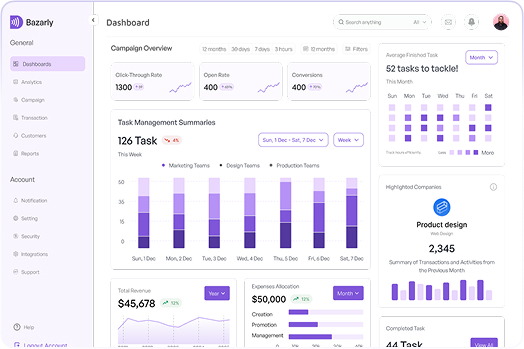 Bazarly
Dashboard
Search anything
All
General
Dashboards
Analytics
Campaign
Transaction
Customers
Reports
Account
Notification
Setting
Security
Integrations
Support
Help
Logout Account
Campaign Overview
12 months 30 days 7 days 3 hours
12 months
Filters
Click-Through Rate
1300
Open Rate
400
Conversions
400
Task Management Summaries
126 Task
4%
This Week
Sun, 1 Dec - Sat, 7 Dec
Week
Marketing Teams Design Teams Production Teams
50
35
15
0
Sun, 1 Dec Mon, 2 Dec Tue, 3 Dec Wed, 4 Dec Thu, 5 Dec Fri, 6 Dec Sat, 7 Dec
Total Revenue
$45,678
Year
Expenses Allocation
$50,000
Month
Creation
Promotion
Management
Average Finished Task
Month
52 tasks to tackle!
This Month
Sun Mon Tue Wed Thu Fri Sat
Less
More
Highlighted Companies
Product design
Web Design
2,345
Summary of Transactions and Activities from
the Previous Month
Completed Task
44 Task
View All